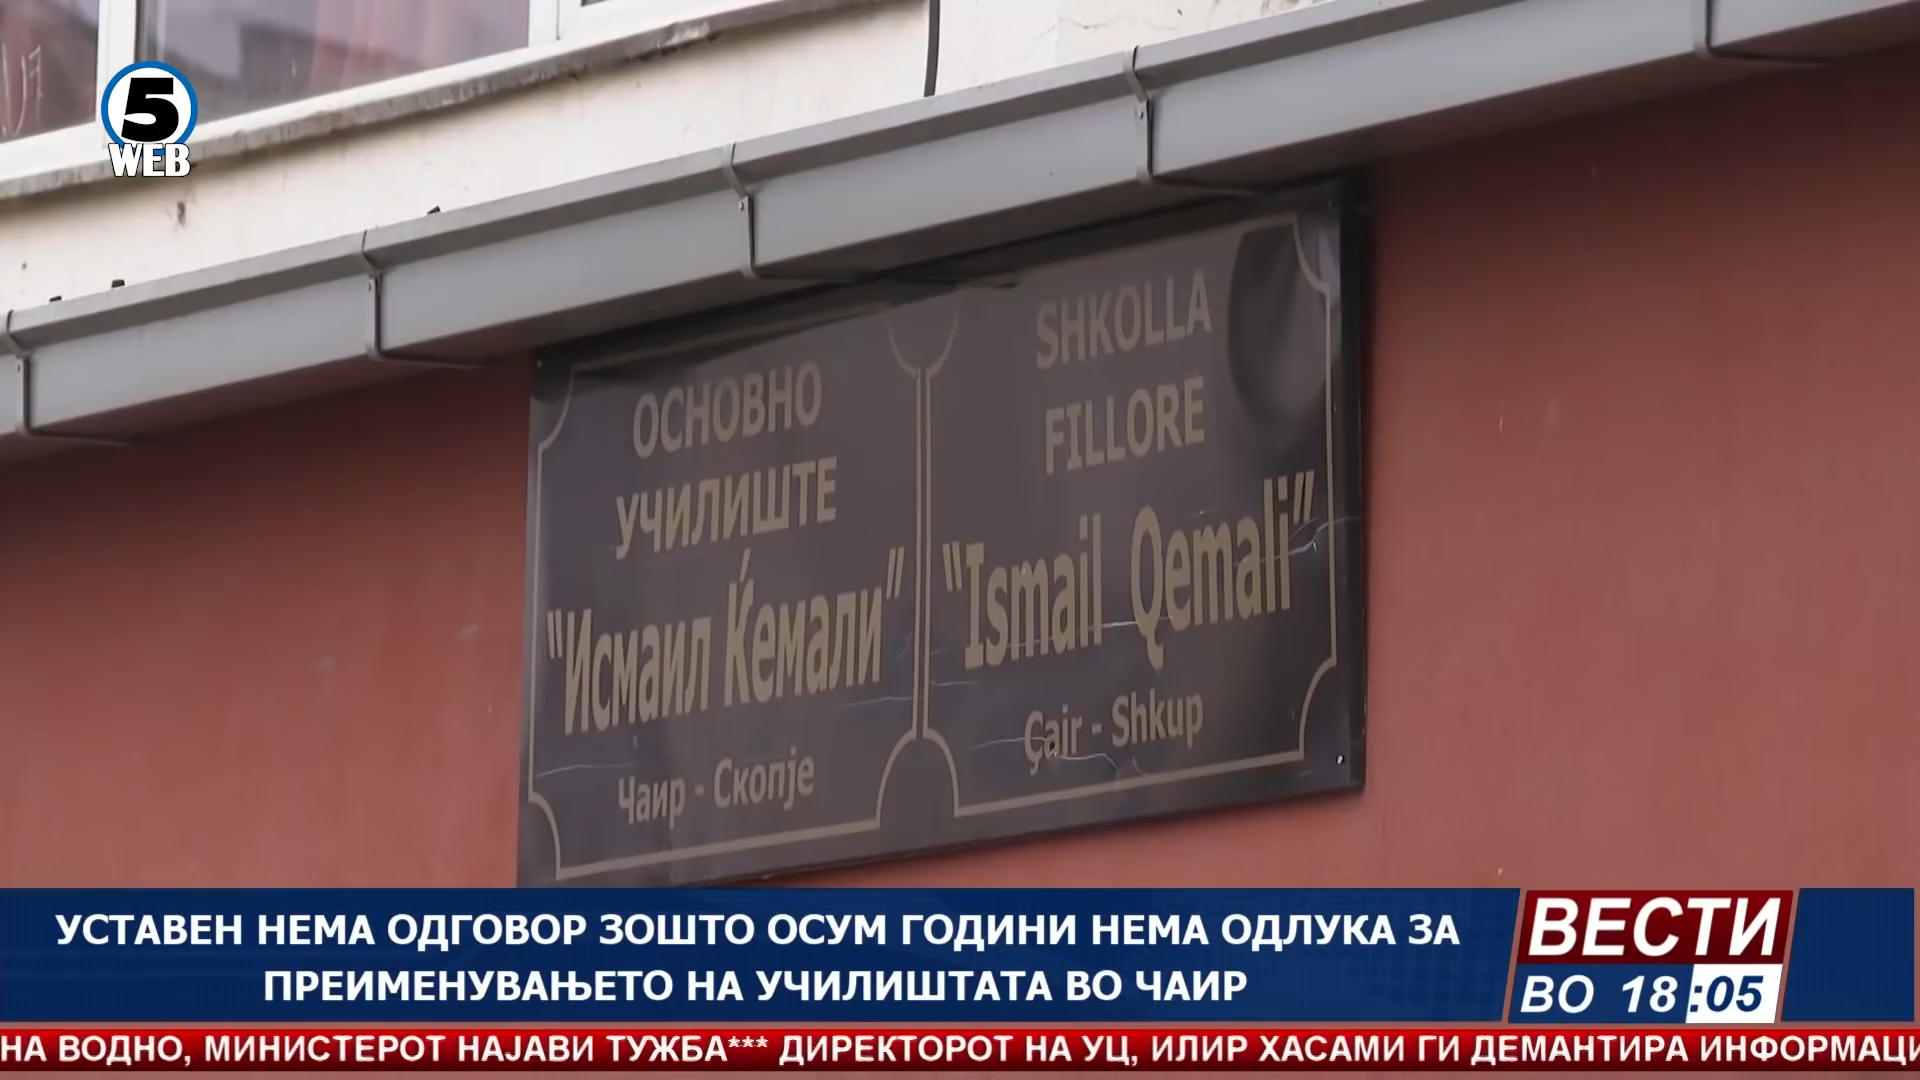 5
WEB
ОСНОВНО
УЧИЛИШТЕ
"Исмаил Ќемали"
Чаир - Скопје
SHKOLLA
FILLORE
"Ismail Qemali"
Çair - Shkup
УСТАВЕН НЕМА ОДГОВОР ЗОШТО ОСУМ ГОДИНИ НЕМА ОДЛУКА ЗА
ПРЕИМЕНУВАЊЕТО НА УЧИЛИШТАТА ВО ЧАИР
ВЕСТИ
ВО 18:05
НА ВОДНО, МИНИСТЕРОТ НАЈАВИ ТУЖБА*** ДИРЕКТОРОТ НА УЦ, ИЛИР ХАСАМИ ГИ ДЕМАНТИРА ИНФОРМАЦИ